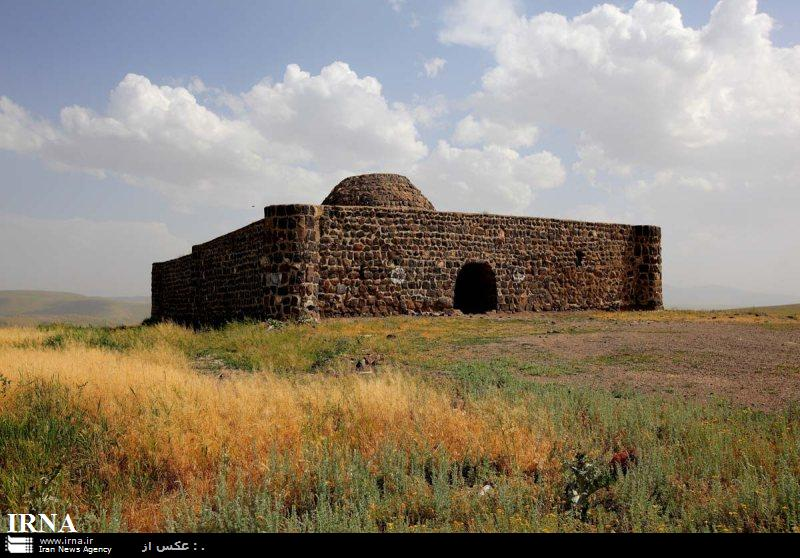 IRNA
www.irna.ir
Iran News Agency
عکس از : .